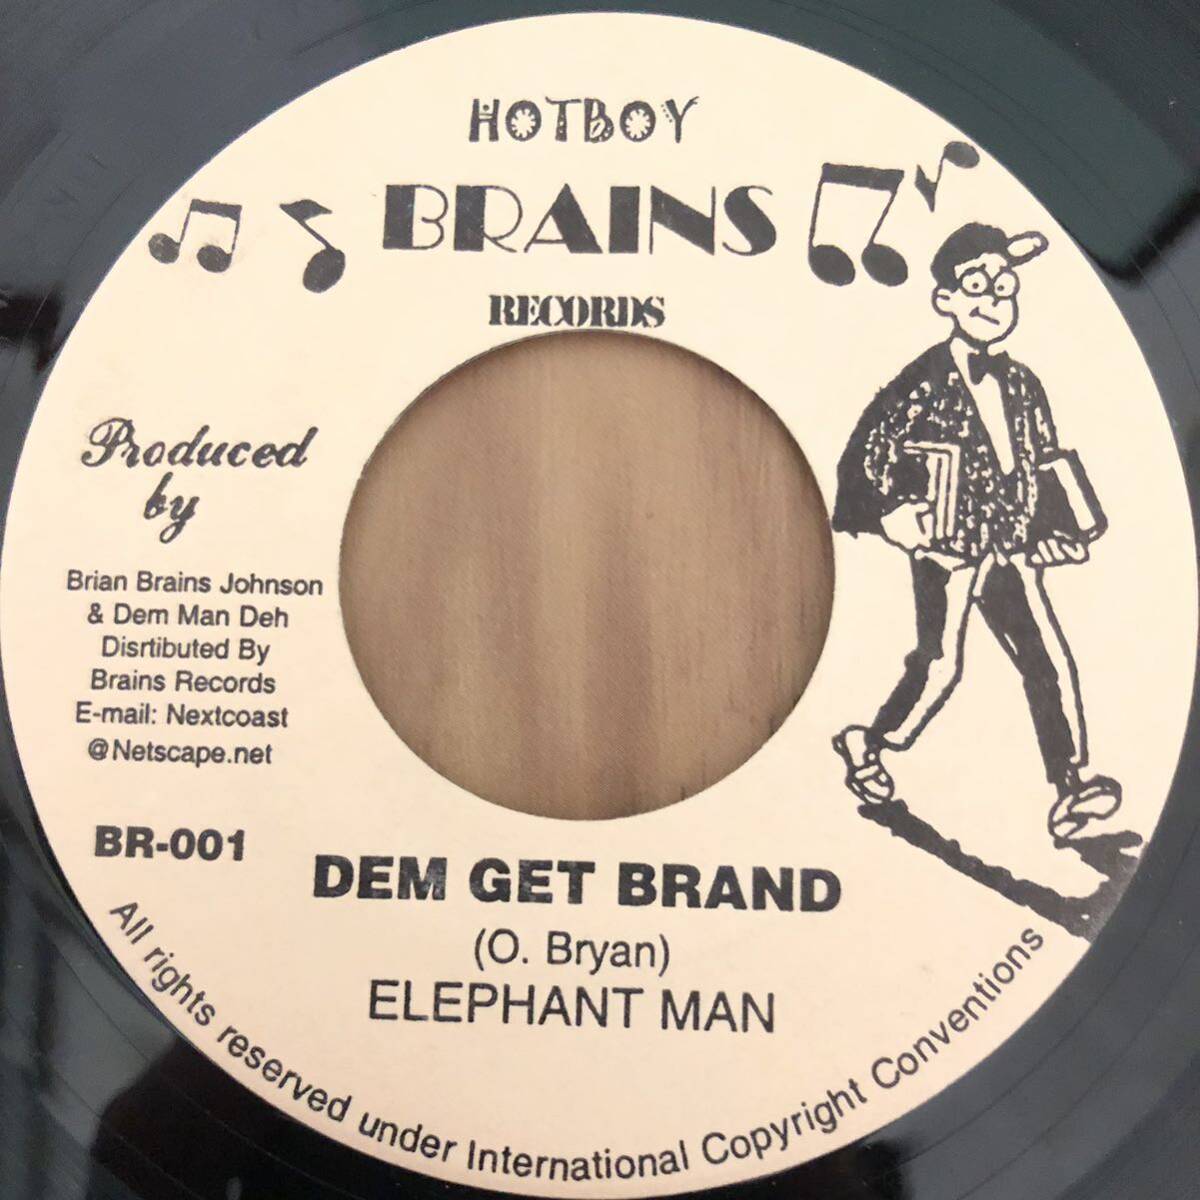 HOTBOY
BRAINS
RECORDS
Produced
by
Brian Brains Johnson
& Dem Man Deh
Disrtibuted By
Brains Records
E-mail: Nextcoast
@Netscape.net
BR-001
DEM GET BRAND
(O. Bryan)
ELEPHANT MAN
All rights reserved under International Copyright Conventions